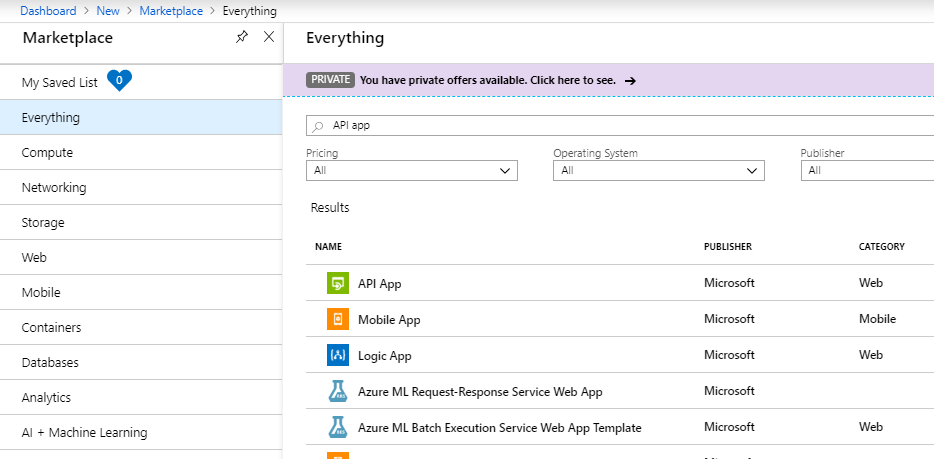 Dashboard > New > Marketplace > Everything
Marketplace
My Saved List 0
Everything
Compute
Networking
Storage
Web
Mobile
Containers
Databases
Analytics
AI + Machine Learning
Everything
PRIVATE You have private offers available. Click here to see. →
API app
Pricing Operating System Publisher
All All All
Results
NAME PUBLISHER CATEGORY
API App Microsoft Web
Mobile App Microsoft Mobile
Logic App Microsoft Web
Azure ML Request-Response Service Web App Microsoft
Azure ML Batch Execution Service Web App Template Microsoft Web